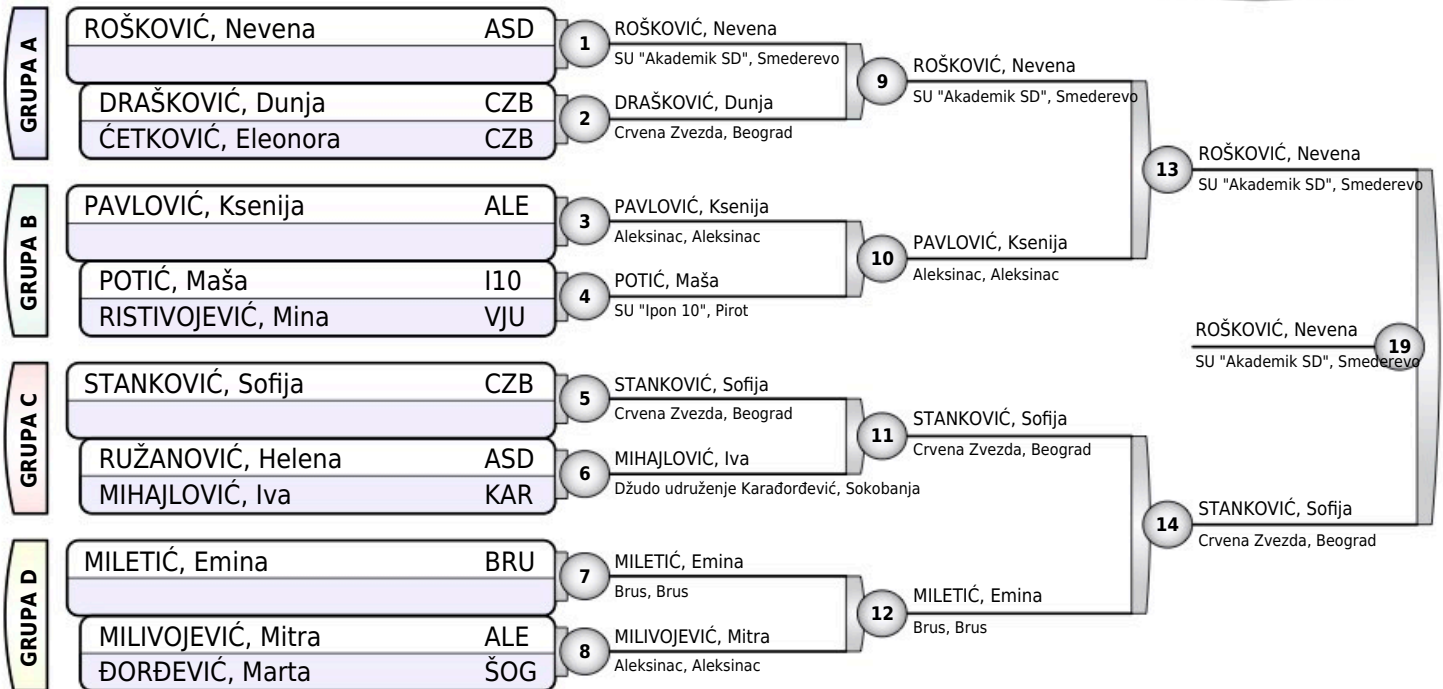 GRUPA A
ROŠKOVIĆ, Nevena ASD
DRAŠKOVIĆ, Dunja CZB
ĆETKOVIĆ, Eleonora CZB
GRUPA B
PAVLOVIĆ, Ksenija ALE
POTIĆ, Maša I10
RISTIVOJEVIĆ, Mina VJU
GRUPA C
STANKOVIĆ, Sofija CZB
RUŽANOVIĆ, Helena ASD
MIHAJLOVIĆ, Iva KAR
GRUPA D
MILETIĆ, Emina BRU
MILIVOJEVIĆ, Mitra ALE
ĐORĐEVIĆ, Marta ŠOG
1
ROŠKOVIĆ, Nevena
SU "Akademik SD", Smederevo
2
DRAŠKOVIĆ, Dunja
Crvena Zvezda, Beograd
3
PAVLOVIĆ, Ksenija
Aleksinac, Aleksinac
4
POTIĆ, Maša
SU "Ipon 10", Pirot
5
STANKOVIĆ, Sofija
Crvena Zvezda, Beograd
6
MIHAJLOVIĆ, Iva
Džudo udruženje Karađorđević, Sokobanja
7
MILETIĆ, Emina
Brus, Brus
8
MILIVOJEVIĆ, Mitra
Aleksinac, Aleksinac
9
ROŠKOVIĆ, Nevena
SU "Akademik SD", Smederevo
10
PAVLOVIĆ, Ksenija
Aleksinac, Aleksinac
11
STANKOVIĆ, Sofija
Crvena Zvezda, Beograd
12
MILETIĆ, Emina
Brus, Brus
13
ROŠKOVIĆ, Nevena
SU "Akademik SD", Smederevo
14
STANKOVIĆ, Sofija
Crvena Zvezda, Beograd
ROŠKOVIĆ, Nevena
19
SU "Akademik SD", Smederevo